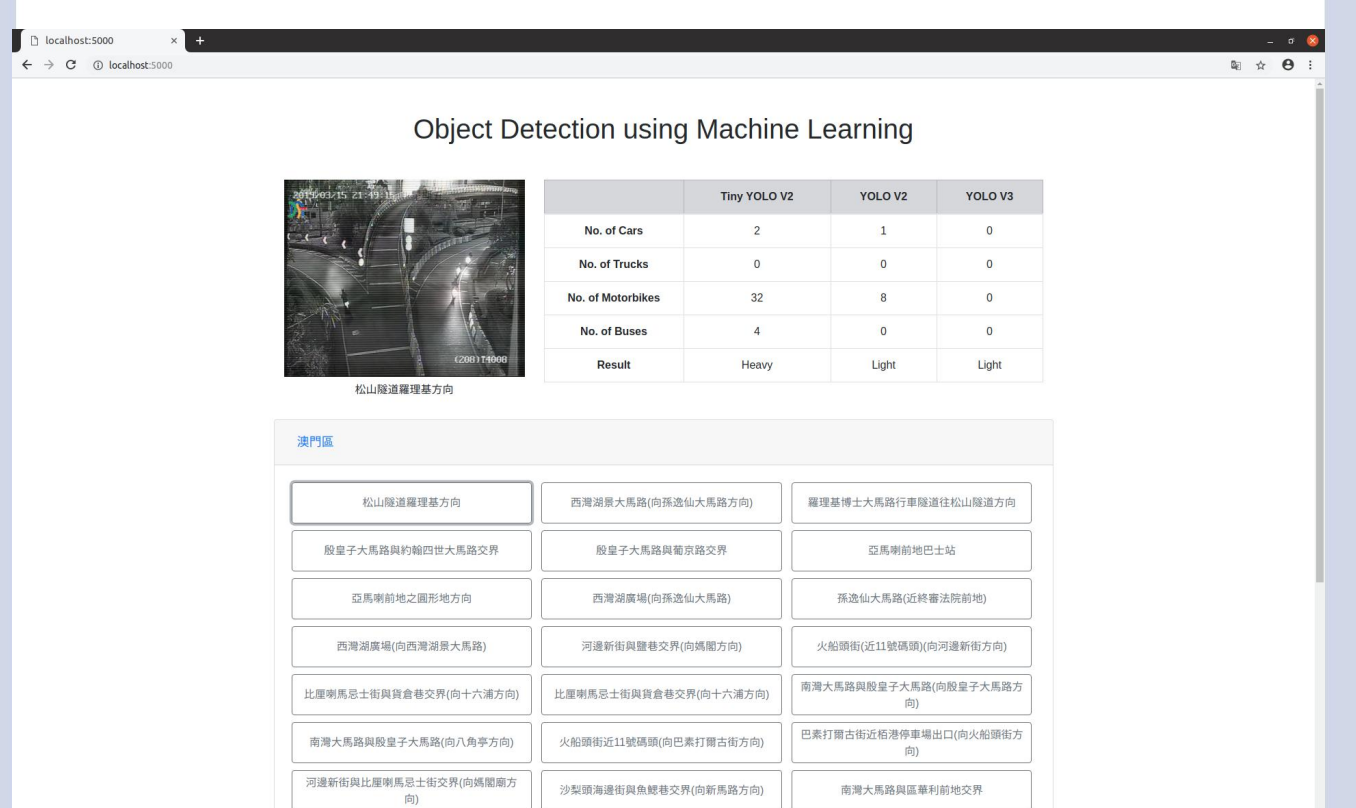 localhost:5000
localhost:5000
Object Detection using Machine Learning
2019/03/15 21:49:15
(208)T4008
松山隧道羅理基方向
Tiny YOLO V2 YOLO V2 YOLO V3
No. of Cars 2 1 0
No. of Trucks 0 0 0
No. of Motorbikes 32 8 0
No. of Buses 4 0 0
Result Heavy Light Light
澳門區
松山隧道羅理基方向 西灣湖景大馬路(向孫逸仙大馬路方向) 羅理基博士大馬路行車隧道往松山隧道方向
殷皇子大馬路與約翰四世大馬路交界 殷皇子大馬路與葡京路交界 亞馬喇前地巴士站
亞馬喇前地之圓形地方向 西灣湖廣場(向孫逸仙大馬路) 孫逸仙大馬路(近終審法院前地)
西灣湖廣場(向西灣湖景大馬路) 河邊新街與鹽巷交界(向媽閣方向) 火船頭街(近11號碼頭)(向河邊新街方向)
比厘喇馬忌士街與貨倉巷交界(向十六浦方向) 比厘喇馬忌士街與貨倉巷交界(向十六浦方向) 南灣大馬路與殷皇子大馬路(向殷皇子大馬路方
向)
南灣大馬路與殷皇子大馬路(向八角亭方向) 火船頭街近11號碼頭(向巴素打爾古街方向) 巴素打爾古街近栢港停車場出口(向火船頭街方
向)
河邊新街與比厘喇馬忌士街交界(向媽閣廟方
向) 沙梨頭海邊街與魚鰓巷交界(向新馬路方向) 南灣大馬路與區華利前地交界